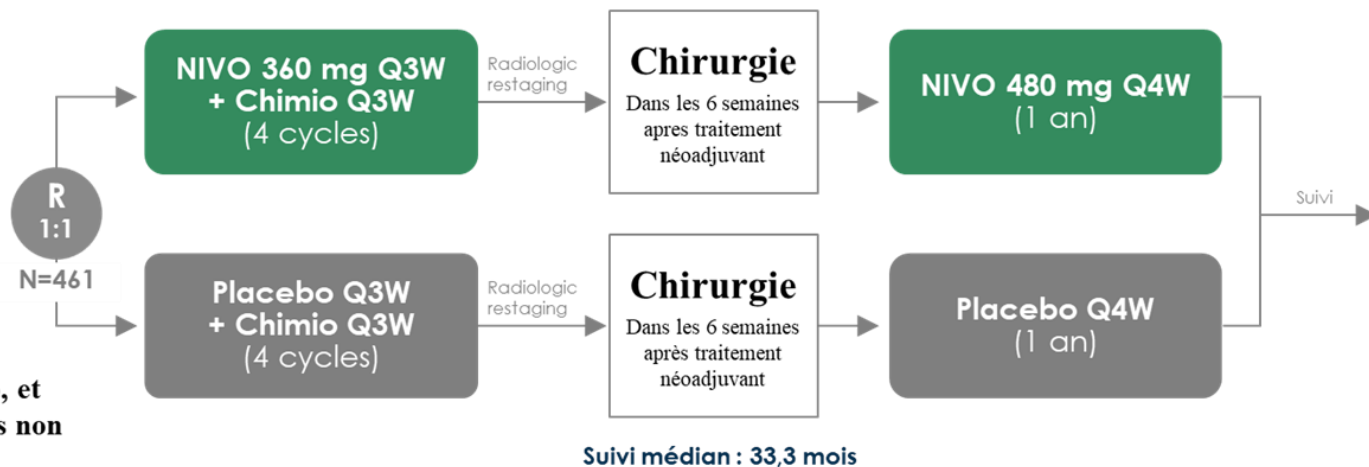 NIVO 360 mg Q3W
+ Chimio Q3W
(4 cycles)
Radiologic
restaging
Chirurgie
Dans les 6 semaines
apres traitement
néoadjuvant
NIVO 480 mg Q4W
(1 an)
R
1:1
N=461
Suivi
Placebo Q3W
+ Chimio Q3W
(4 cycles)
Radiologic
restaging
Chirurgie
Dans les 6 semaines
après traitement
néoadjuvant
Placebo Q4W
(1 an)
, et
s non
Suivi médian : 33,3 mois